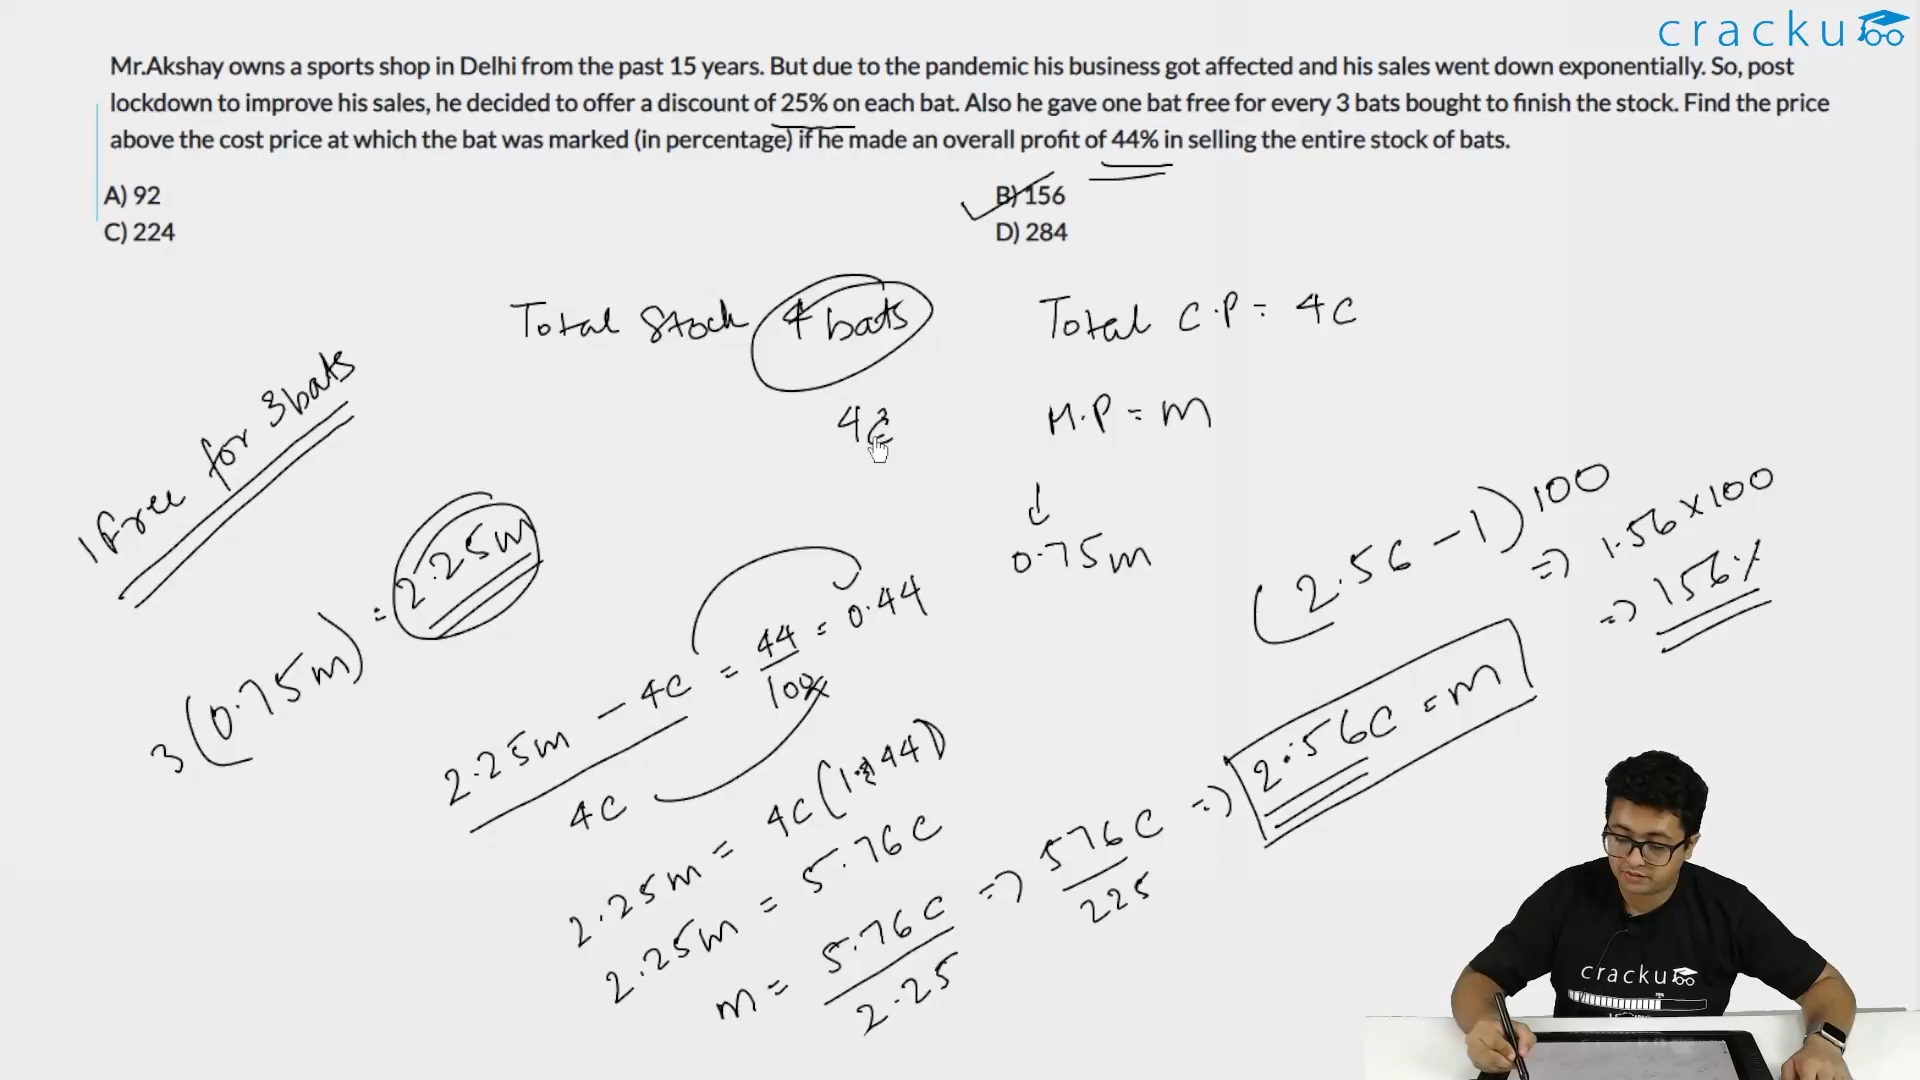 cracku
Mr.Akshay owns a sports shop in Delhi from the past 15 years. But due to the pandemic his business got affected and his sales went down exponentially. So, post
lockdown to improve his sales, he decided to offer a discount of 25% on each bat. Also he gave one bat free for every 3 bats bought to finish the stock. Find the price
above the cost price at which the bat was marked (in percentage) if he made an overall profit of 44% in selling the entire stock of bats.
A) 92
B) 156
C) 224
D) 284
Total Stock 4 bats
Total C.P = 4C
4C
M.P = m
0.75m
1 free for 3 bats
3(0.75m) = 2.25m
2.25m - 4C / 4C = 44/100 = 0.44
2.25m = 4C(1.44)
2.25m = 5.76C
m = 5.76C / 2.25 => 576C / 225 => 2.56C = m
(2.56 - 1)100
=> 1.56 x 100
=> 156%
cracku